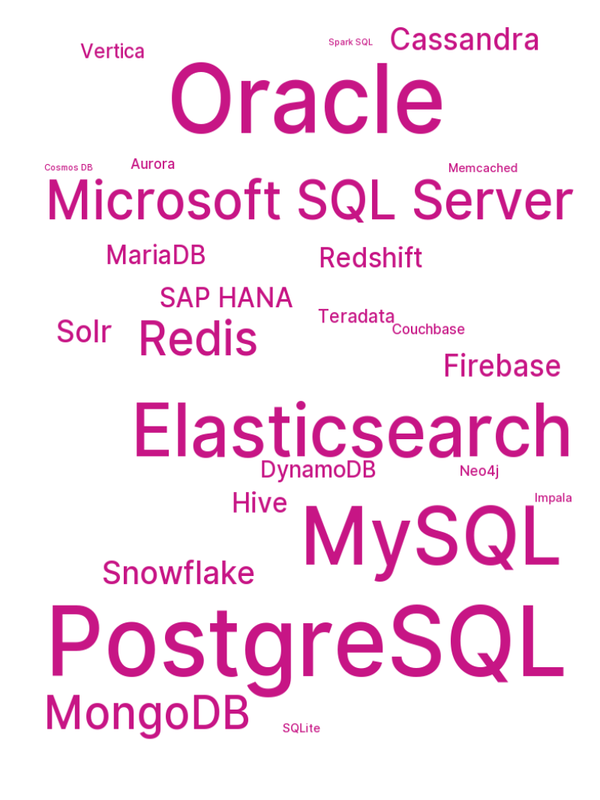 Spark SQL
Cassandra
Vertica
Oracle
Cosmos DB
Aurora
Memcached
Microsoft SQL Server
MariaDB
Redshift
SAP HANA
Teradata
Solr
Redis
Couchbase
Firebase
Elasticsearch
DynamoDB
Neo4j
Hive
Impala
MySQL
Snowflake
PostgreSQL
MongoDB
SQLite